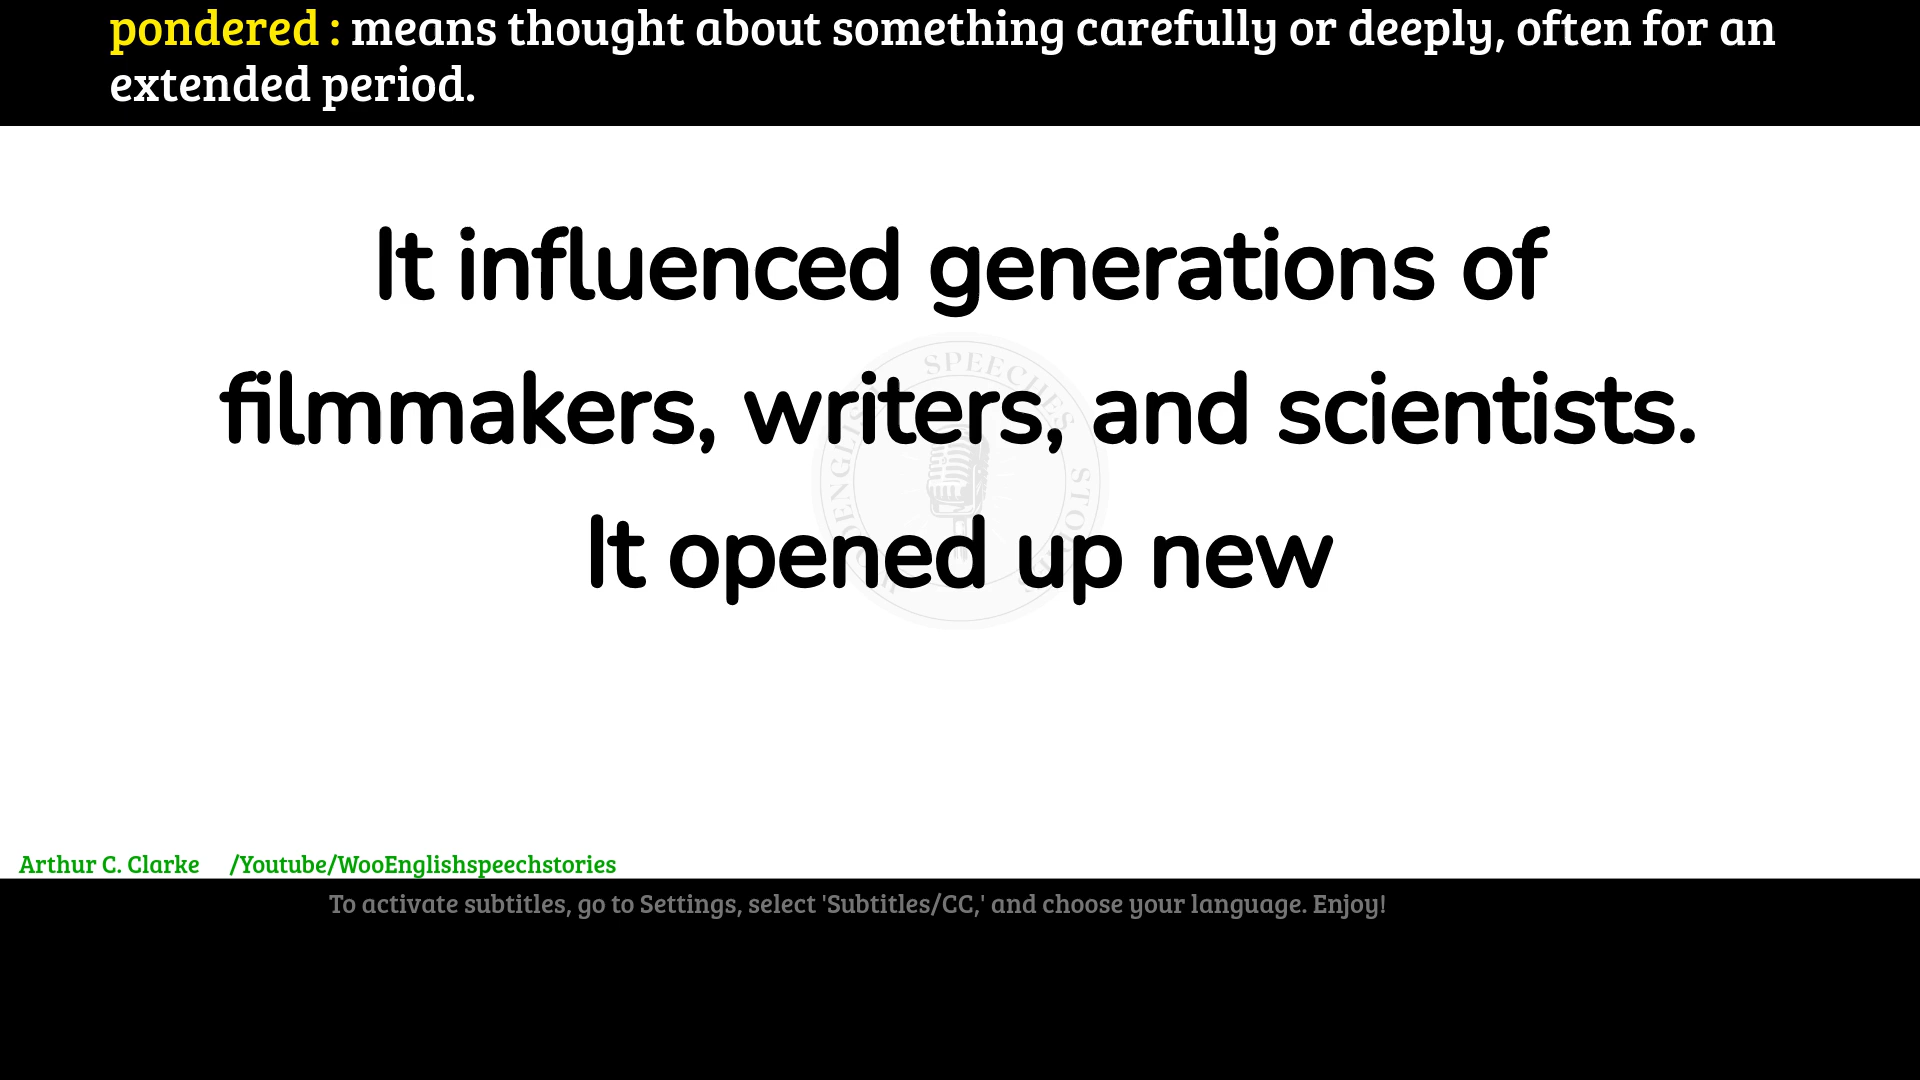 pondered : means thought about something carefully or deeply, often for an
extended period.
It influenced generations of
filmmakers, writers, and scientists.
It opened up new
SPEECHES
Arthur C. Clarke /Youtube/WooEnglishspeechstories
To activate subtitles, go to Settings, select 'Subtitles/CC,' and choose your language. Enjoy!